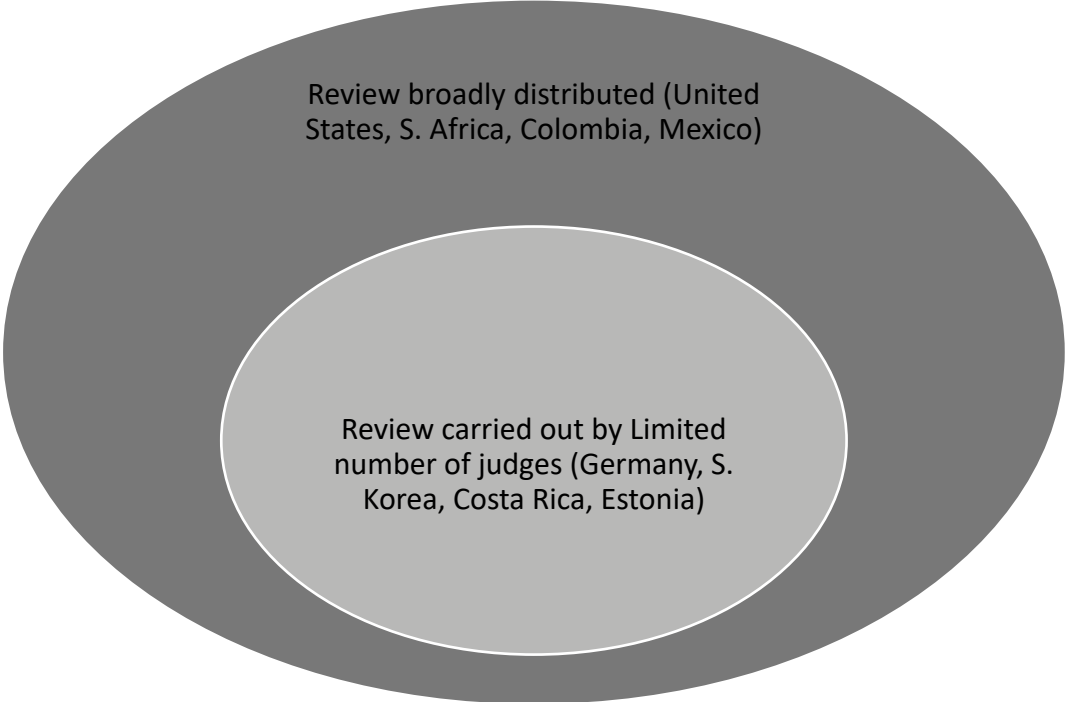 Review broadly distributed (United
States, S. Africa, Colombia, Mexico)
Review carried out by Limited
number of judges (Germany, S.
Korea, Costa Rica, Estonia)